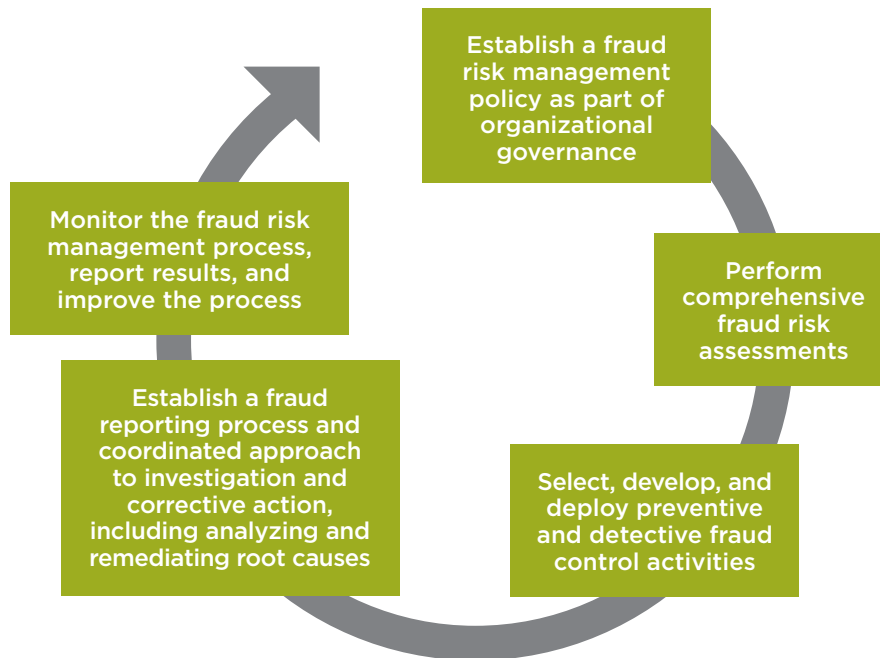 Establish a fraud
risk management
policy as part of
organizational
governance
Perform
comprehensive
fraud risk
assessments
Select, develop, and
deploy preventive
and detective fraud
control activities
Establish a fraud
reporting process and
coordinated approach
to investigation and
corrective action,
including analyzing and
remediating root causes
Monitor the fraud risk
management process,
report results, and
improve the process